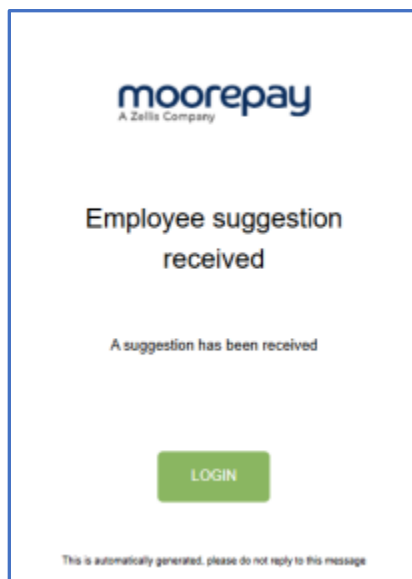 moorepay
A Zellis Company
Employee suggestion
received
A suggestion has been received
LOGIN
This is automatically generated, please do not reply to this message